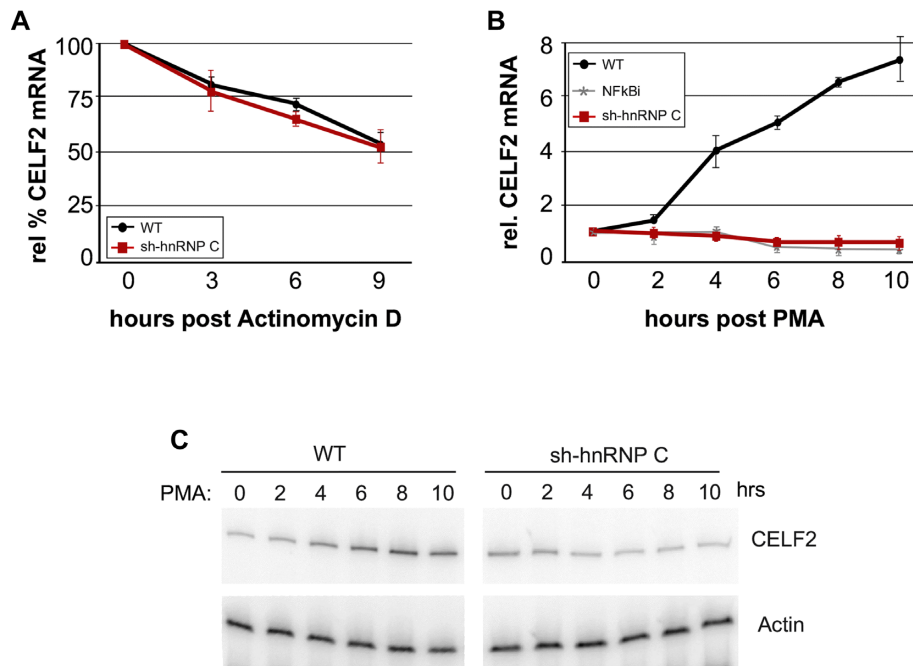 A
rel % CELF2 mRNA
100
75
50
25
0
WT
sh-hnRNP C
0 3 6 9
hours post Actinomycin D
B
rel. CELF2 mRNA
8
6
4
2
0
WT
NFkBi
sh-hnRNP C
0 2 4 6 8 10
hours post PMA
C
WT sh-hnRNP C
PMA: 0 2 4 6 8 10 0 2 4 6 8 10 hrs
CELF2
Actin